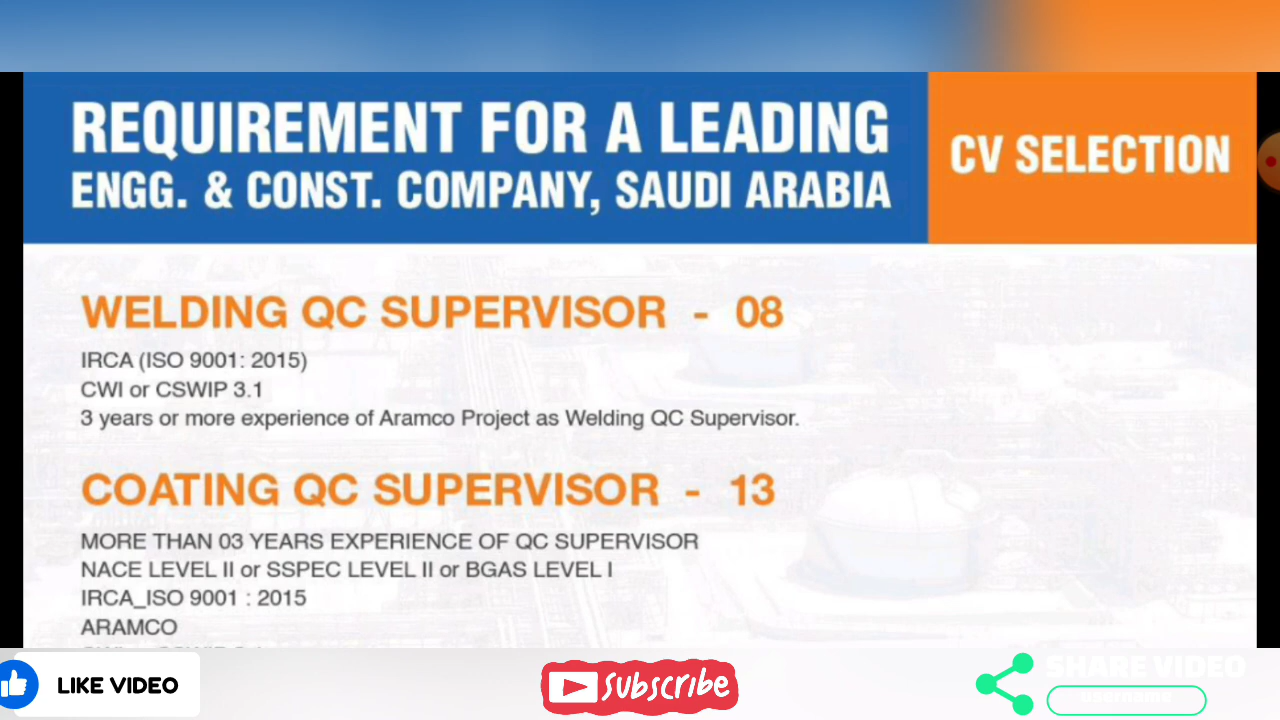 REQUIREMENT FOR A LEADING
ENGG. & CONST. COMPANY, SAUDI ARABIA
CV SELECTION
WELDING QC SUPERVISOR - 08
IRCA (ISO 9001: 2015)
CWI or CSWIP 3.1
3 years or more experience of Aramco Project as Welding QC Supervisor.
COATING QC SUPERVISOR - 13
MORE THAN 03 YEARS EXPERIENCE OF QC SUPERVISOR
NACE LEVEL II or SSPEC LEVEL II or BGAS LEVEL I
IRCA_ISO 9001 : 2015
ARAMCO
LIKE VIDEO
Subscribe
SHARE VIDEO